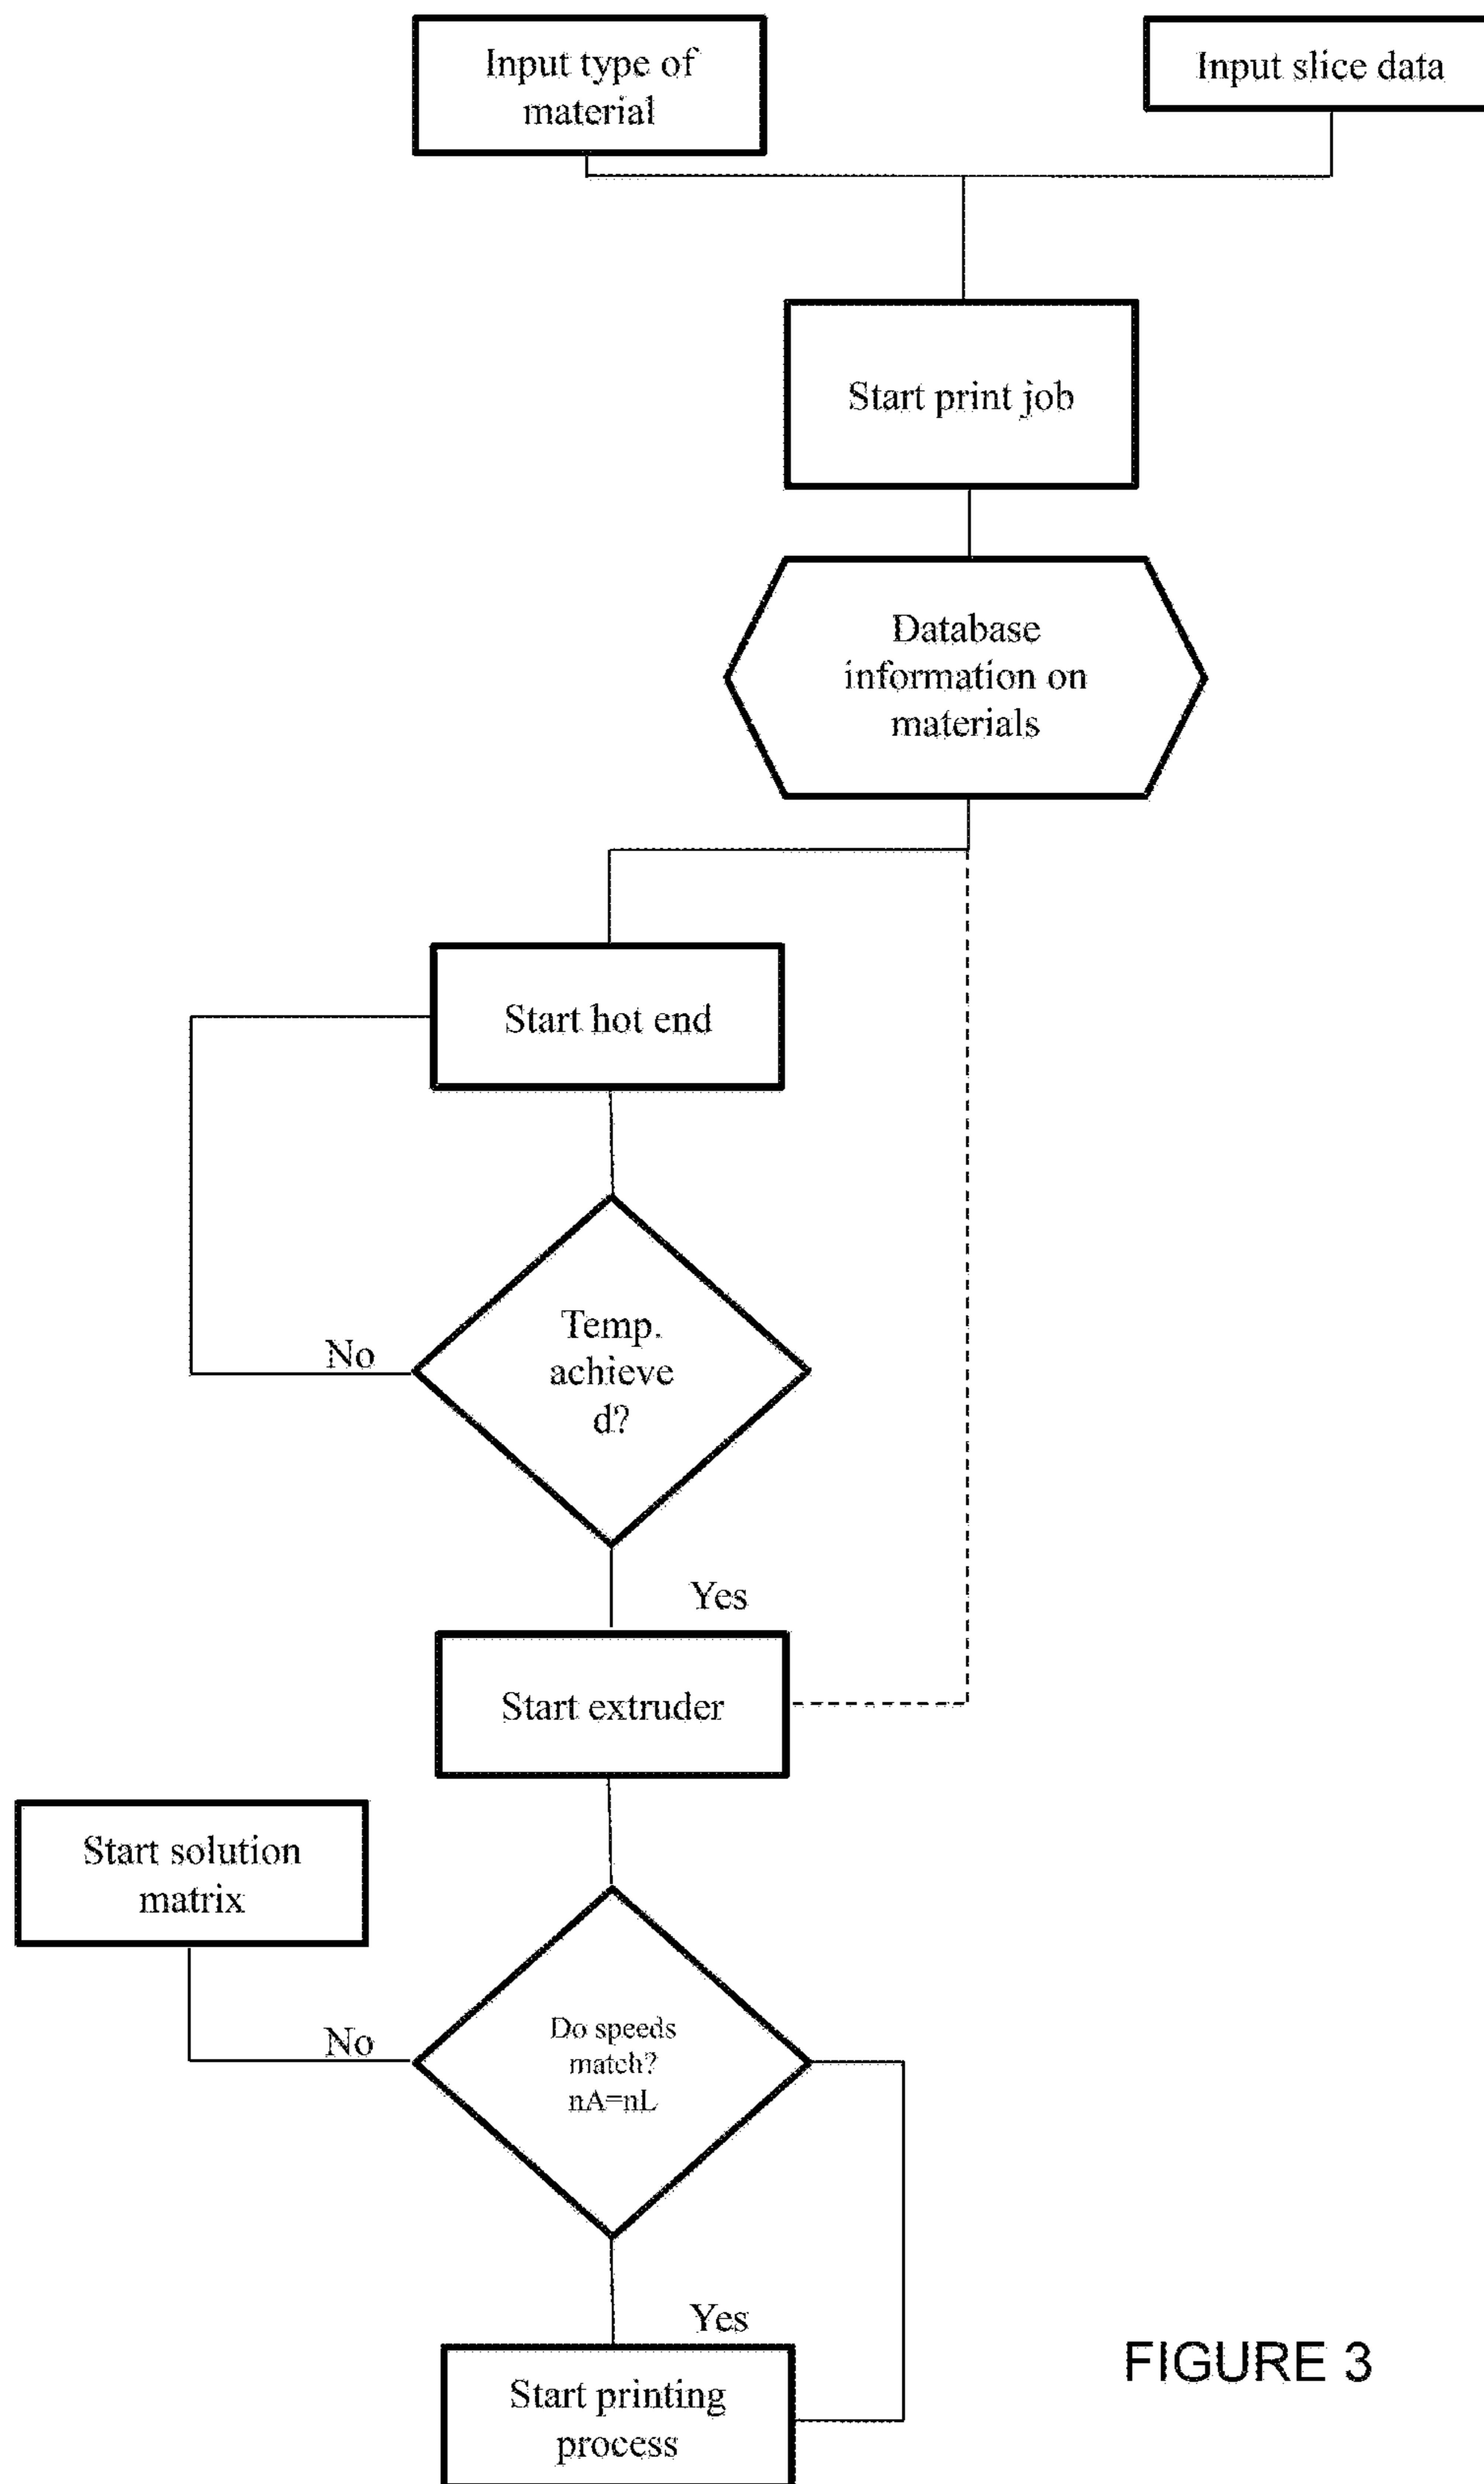 Input type of
material
Input slice data
Start print job
Database
information on
materials
Start hot end
Temp.
achieve
d?
No
Yes
Start extruder
Start solution
matrix
Do speeds
match?
nA=nL
No
Yes
Start printing
process
FIGURE 3